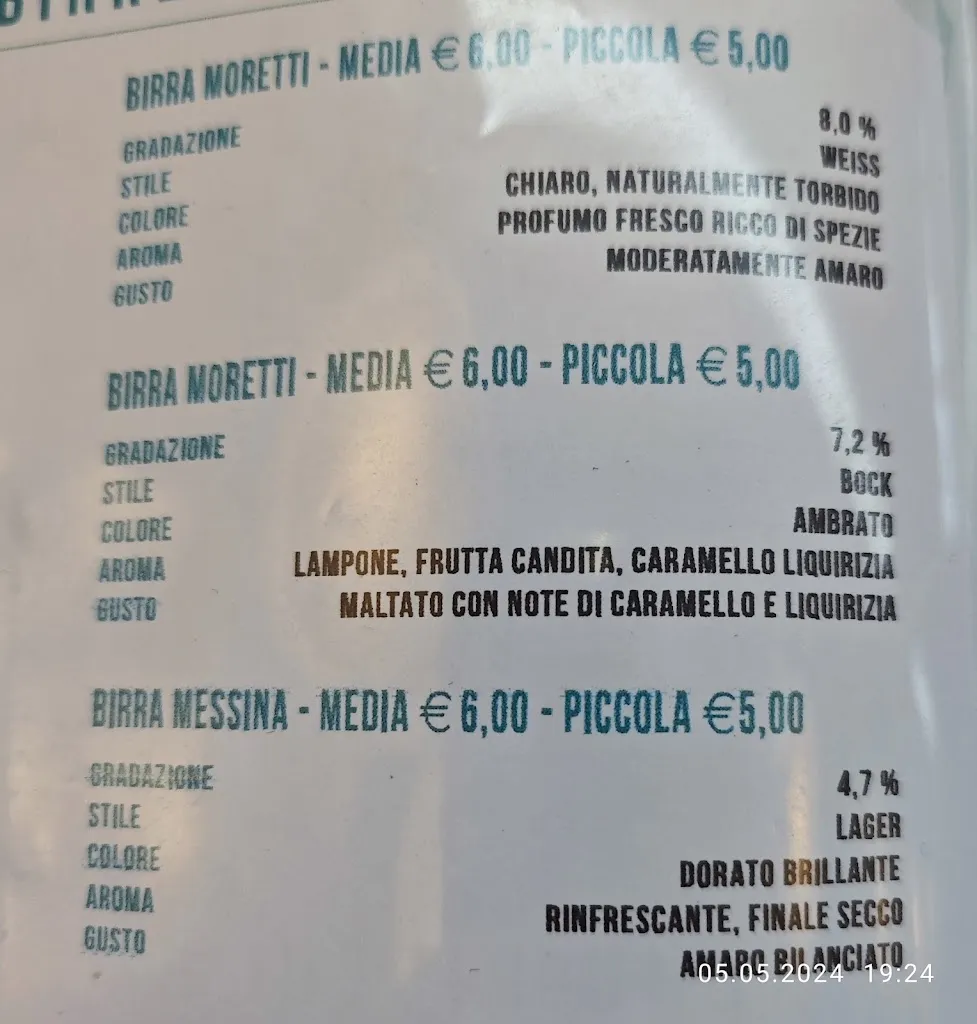 BIRRA MORETTI - MEDIA € 6,00 - PICCOLA € 5,00
GRADAZIONE 8,0 %
STILE WEISS
COLORE CHIARO, NATURALMENTE TORBIDO
AROMA PROFUMO FRESCO RICCO DI SPEZIE
GUSTO MODERATAMENTE AMARO
BIRRA MORETTI - MEDIA € 6,00 - PICCOLA € 5,00
GRADAZIONE 7,2 %
STILE BOCK
COLORE AMBRATO
AROMA LAMPONE, FRUTTA CANDITA, CARAMELLO LIQUIRIZIA
GUSTO MALTATO CON NOTE DI CARAMELLO E LIQUIRIZIA
BIRRA MESSINA - MEDIA € 6,00 - PICCOLA €5,00
GRADAZIONE 4,7 %
STILE LAGER
COLORE DORATO BRILLANTE
AROMA RINFRESCANTE, FINALE SECCO
GUSTO AMARO BILANCIATO
05.05.2024 19:24